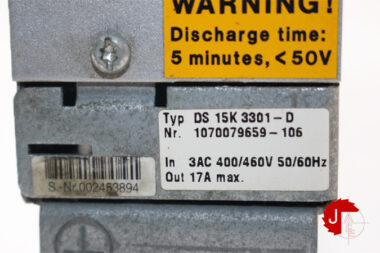 WARNING!
Discharge time:
5 minutes, <50V
Typ DS 15K 3301-D
Nr. 1070079659-106
In 3AC 400/460V 50/60Hz
Out 17A max.
S.-Nr.002463894